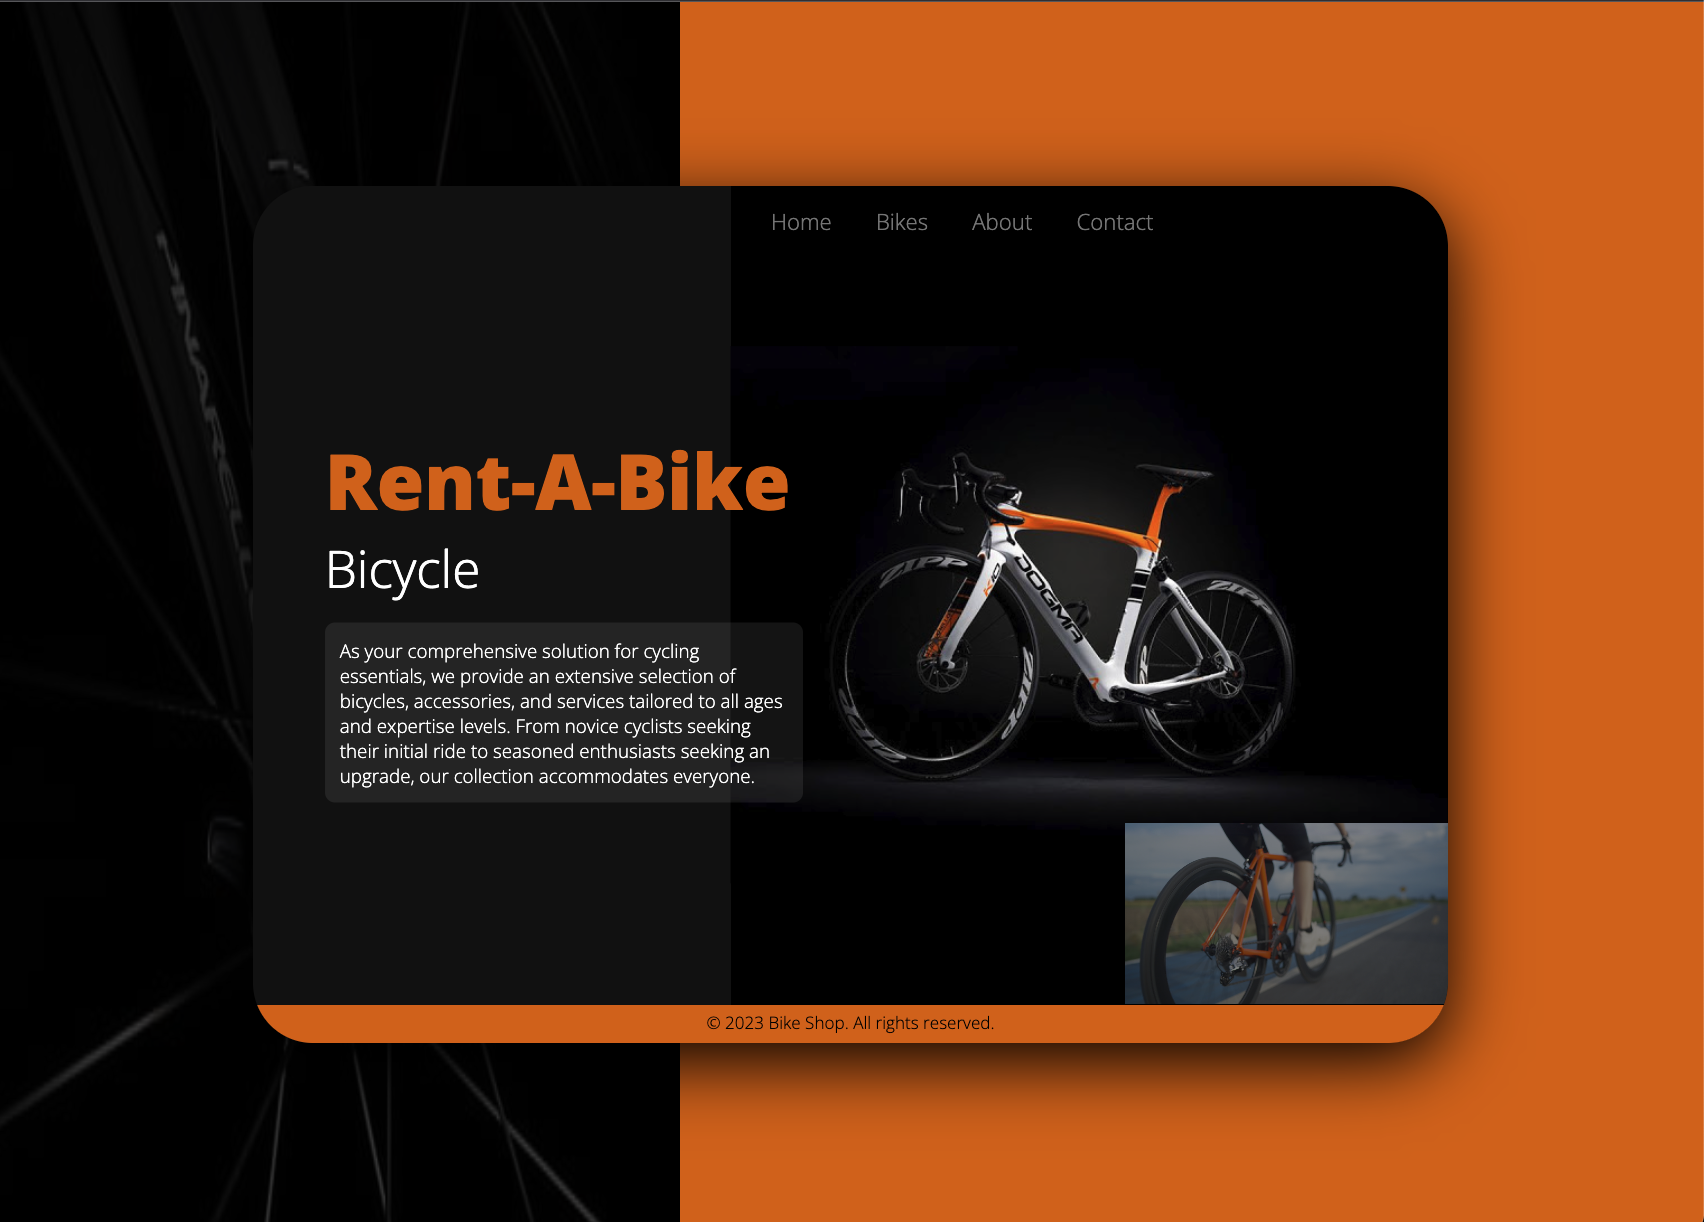 Home Bikes About Contact
PINARELLO
Rent-A-Bike
Bicycle
As your comprehensive solution for cycling
essentials, we provide an extensive selection of
bicycles, accessories, and services tailored to all ages
and expertise levels. From novice cyclists seeking
their initial ride to seasoned enthusiasts seeking an
upgrade, our collection accommodates everyone.
ZIPP
K10
DOGMA
ZIPP
ZIPP
ZIPP
ZIPP
© 2023 Bike Shop. All rights reserved.